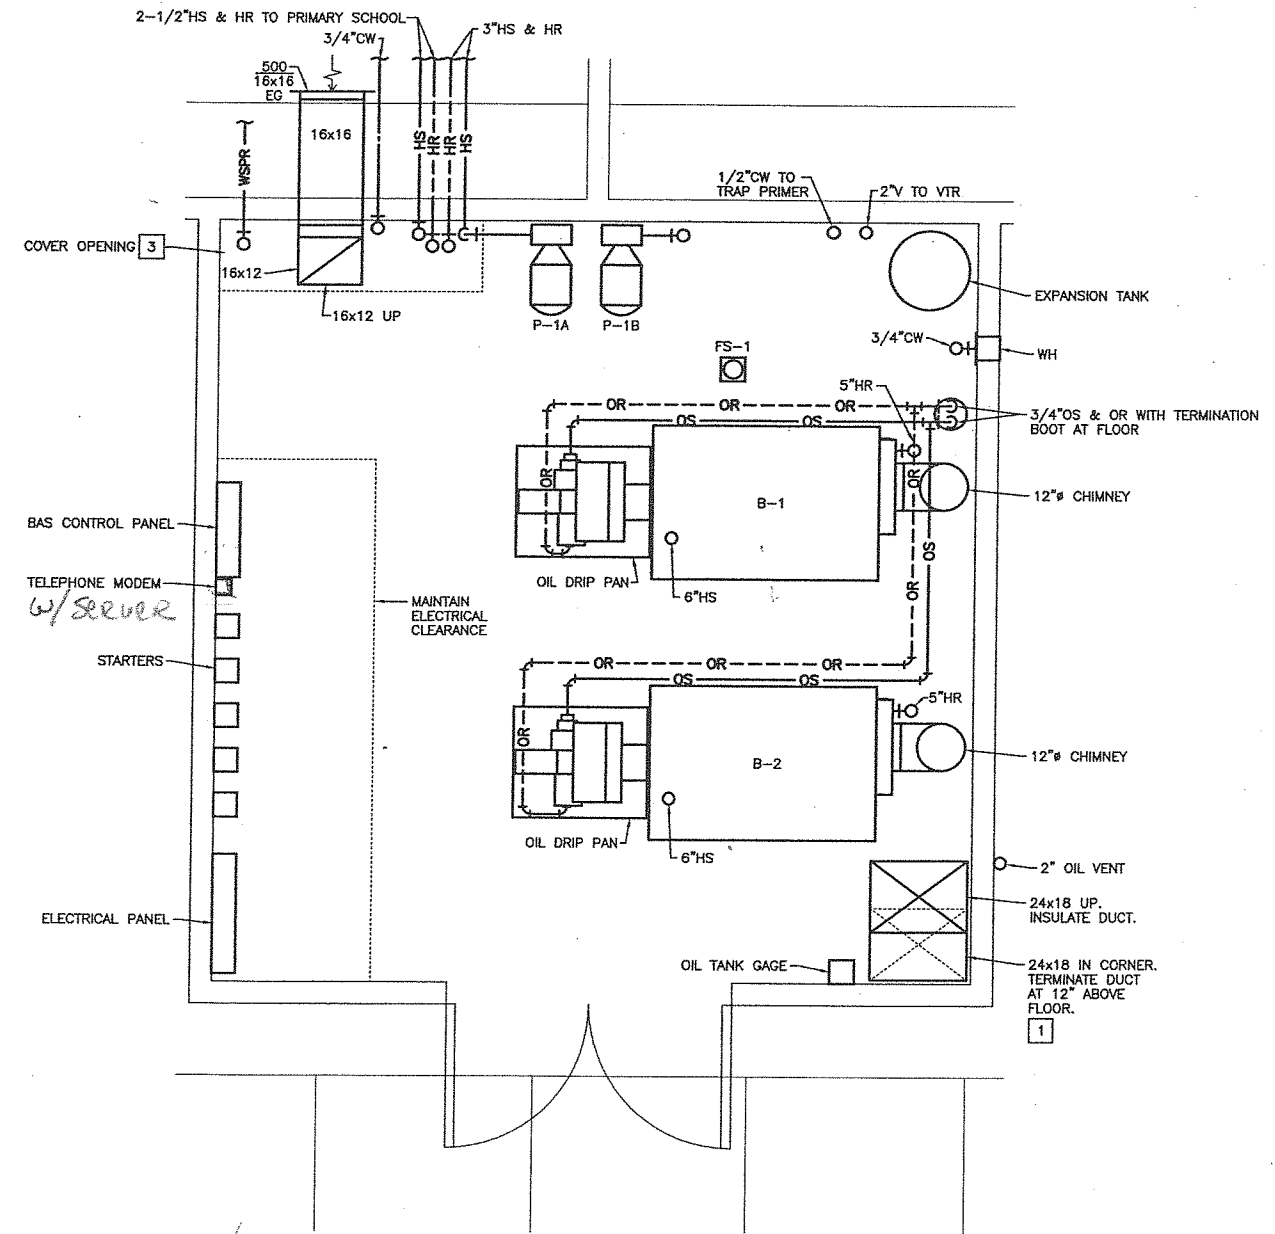 2-1/2"HS & HR TO PRIMARY SCHOOL
3/4"CW
3"HS & HR
500
16x16
EG
16x16
WSPR
HS
HR
HR
HS
1/2"CW TO
TRAP PRIMER
2"V TO VTR
COVER OPENING 3
16x12
16x12 UP
P-1A
P-1B
EXPANSION TANK
3/4"CW
WH
FS-1
5"HR
OR OR OR
OS OS
3/4"OS & OR WITH TERMINATION
BOOT AT FLOOR
OR
OR
B-1
12"ø CHIMNEY
BAS CONTROL PANEL
OS
OIL DRIP PAN
6"HS
OR
TELEPHONE MODEM
W/SERVER
MAINTAIN
ELECTRICAL
CLEARANCE
STARTERS
OR OR OR
OS OS
5"HR
OR
B-2
12"ø CHIMNEY
OIL DRIP PAN
6"HS
2" OIL VENT
24x18 UP.
INSULATE DUCT.
ELECTRICAL PANEL
OIL TANK GAGE
24x18 IN CORNER.
TERMINATE DUCT
AT 12" ABOVE
FLOOR.
1